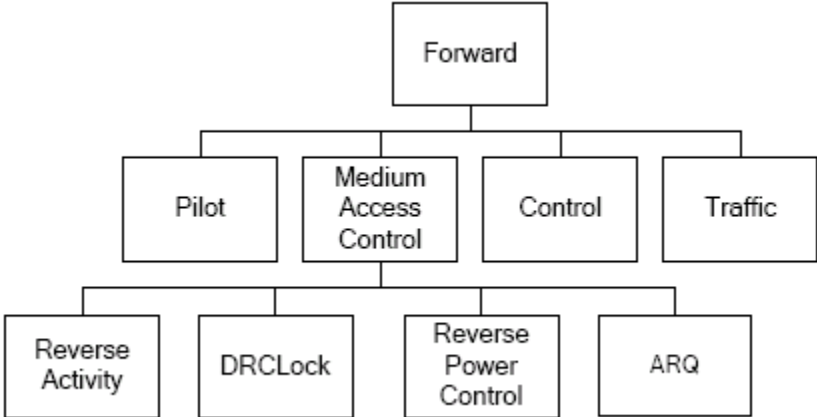 Forward
Pilot
Medium
Access
Control
Control
Traffic
Reverse
Activity
DRCLock
Reverse
Power
Control
ARQ